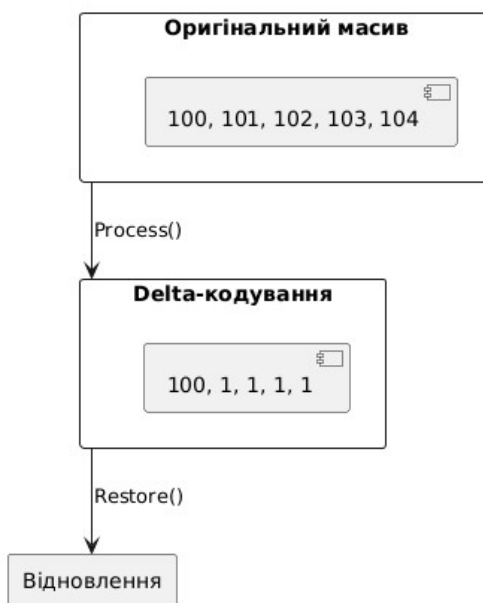 Оригінальний масив
100, 101, 102, 103, 104
Process()
Delta-кодування
100, 1, 1, 1, 1
Restore()
Відновлення